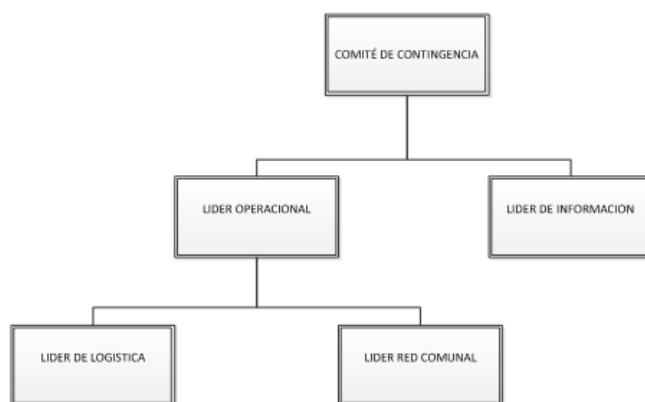 COMITÉ DE CONTINGENCIA
LIDER OPERACIONAL
LIDER DE INFORMACION
LIDER DE LOGISTICA
LIDER RED COMUNAL